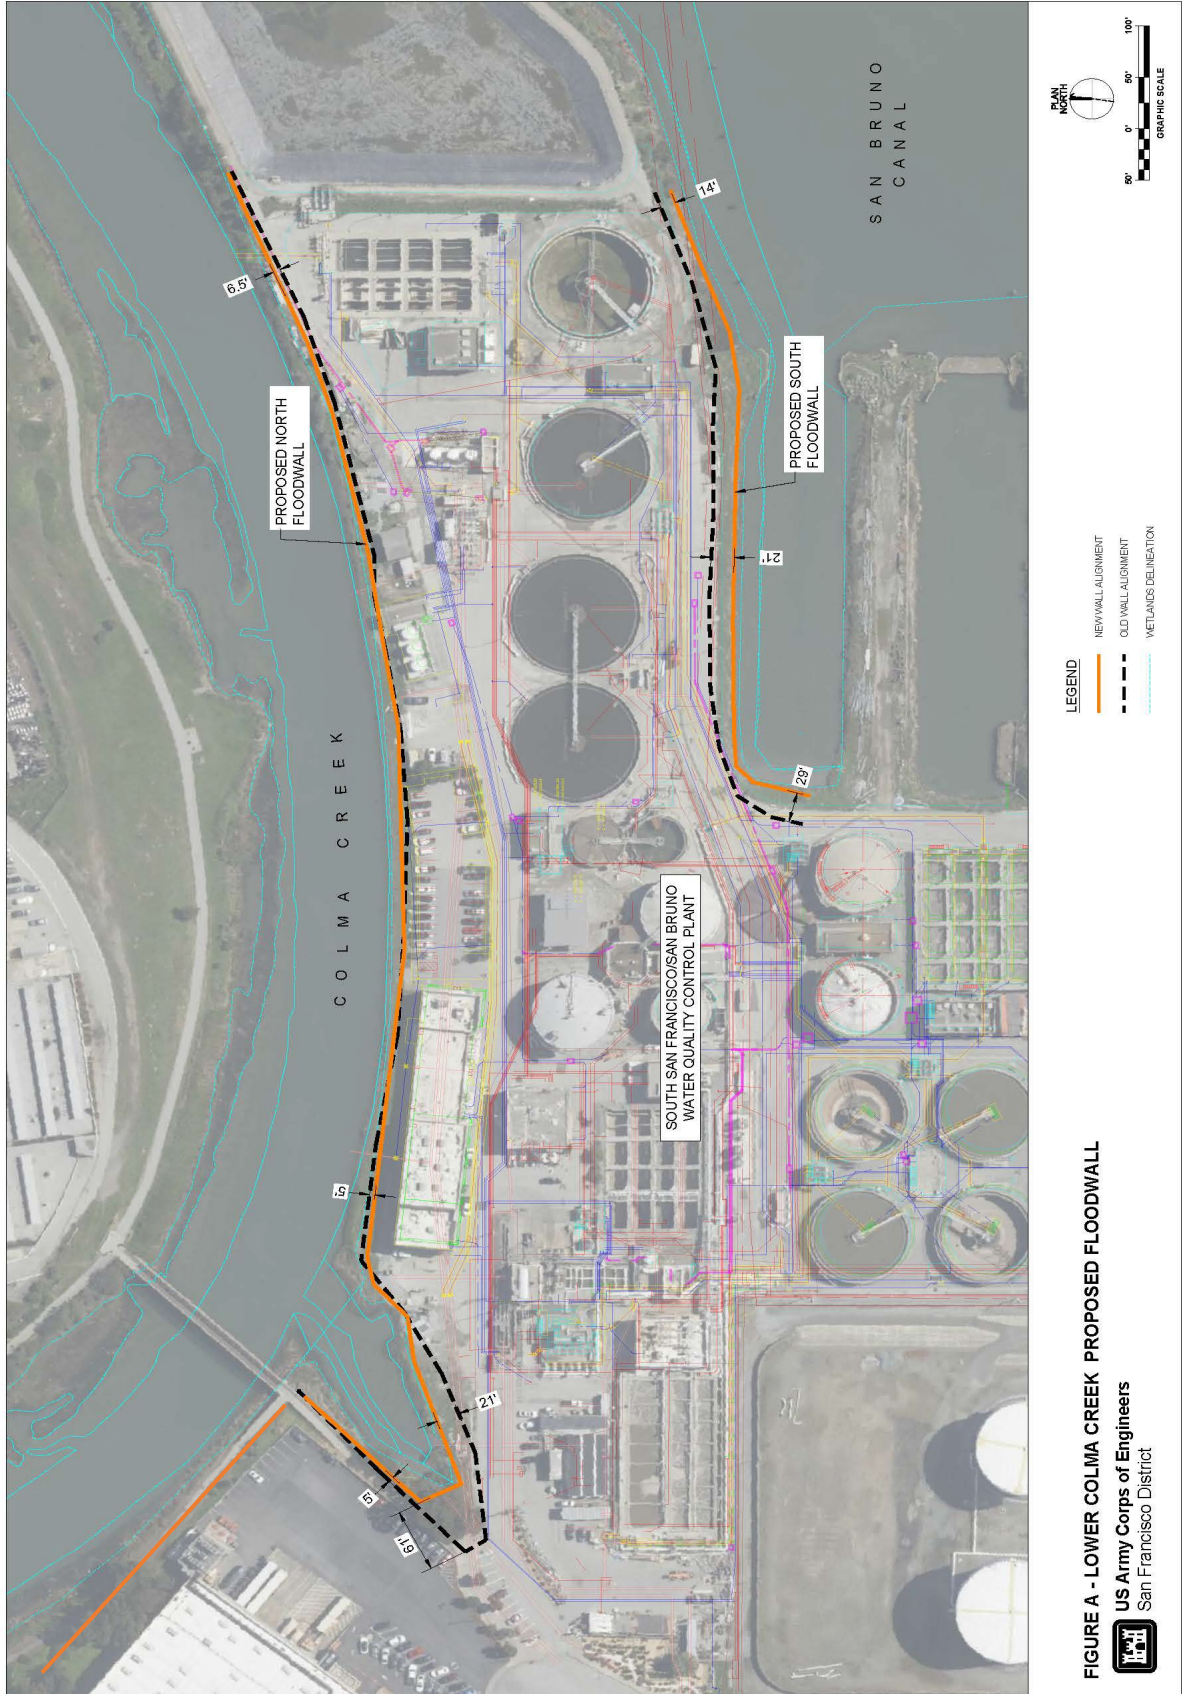 COLMA CREEK
SAN BRUNO
CANAL
PROPOSED NORTH
FLOODWALL
PROPOSED SOUTH
FLOODWALL
SOUTH SAN FRANCISCO/SAN BRUNO
WATER QUALITY CONTROL PLANT
61'
5'
21'
5'
6.5'
29'
21'
14'
FIGURE A - LOWER COLMA CREEK PROPOSED FLOODWALL
US Army Corps of Engineers
San Francisco District
LEGEND
NEW WALL ALIGNMENT
OLD WALL ALIGNMENT
WETLANDS DELINEATION
PLAN
NORTH
50' 0' 50' 100'
GRAPHIC SCALE